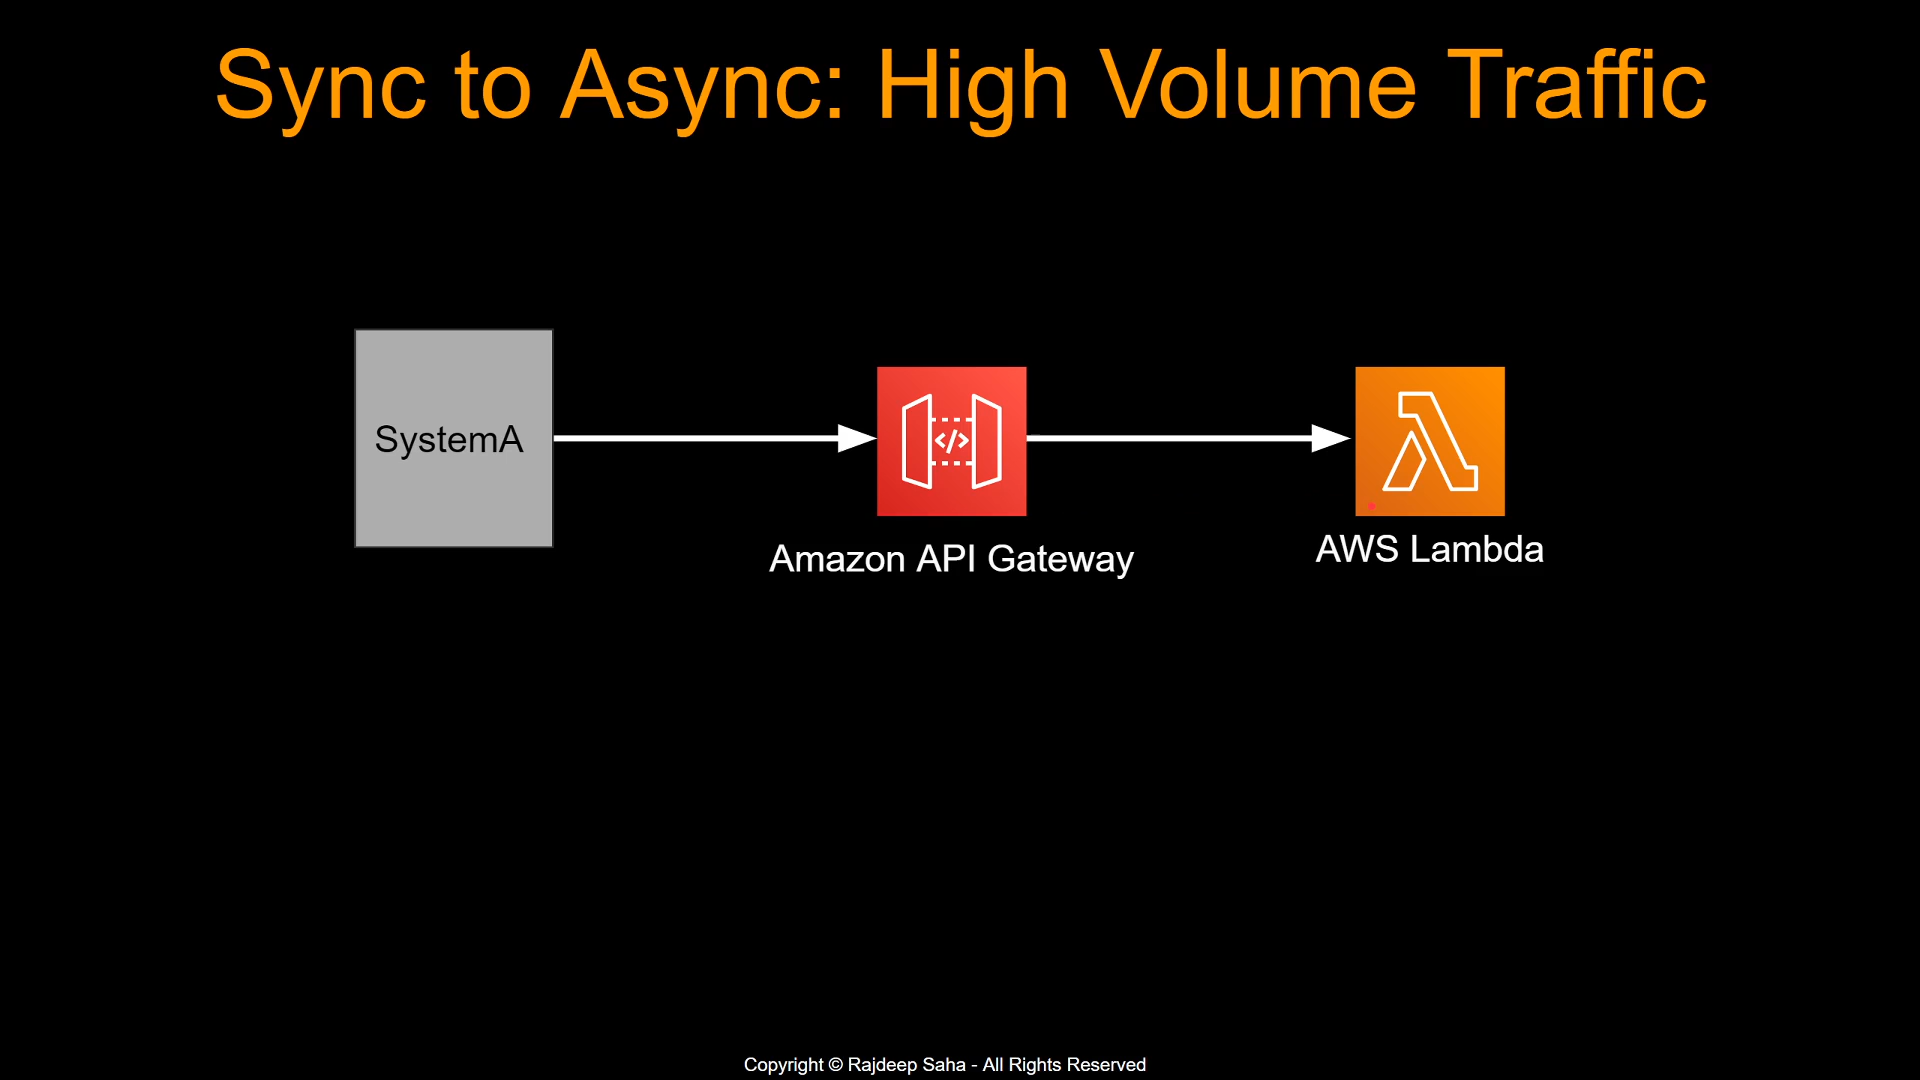 Sync to Async: High Volume Traffic
SystemA
</>
Amazon API Gateway
AWS Lambda
Copyright © Rajdeep Saha - All Rights Reserved